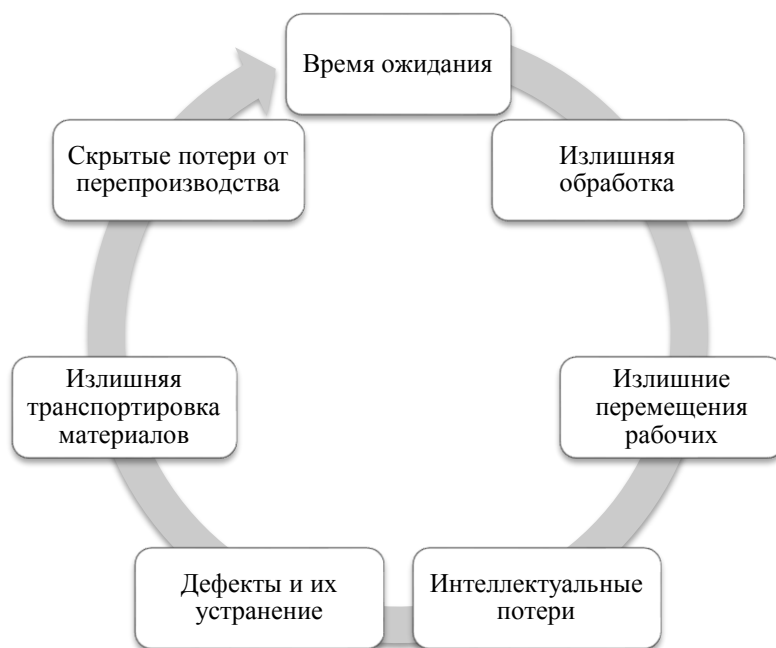 Время ожидания
Излишняя
обработка
Излишние
перемещения
рабочих
Интеллектуальные
потери
Дефекты и их
устранение
Излишняя
транспортировка
материалов
Скрытые потери от
перепроизводства